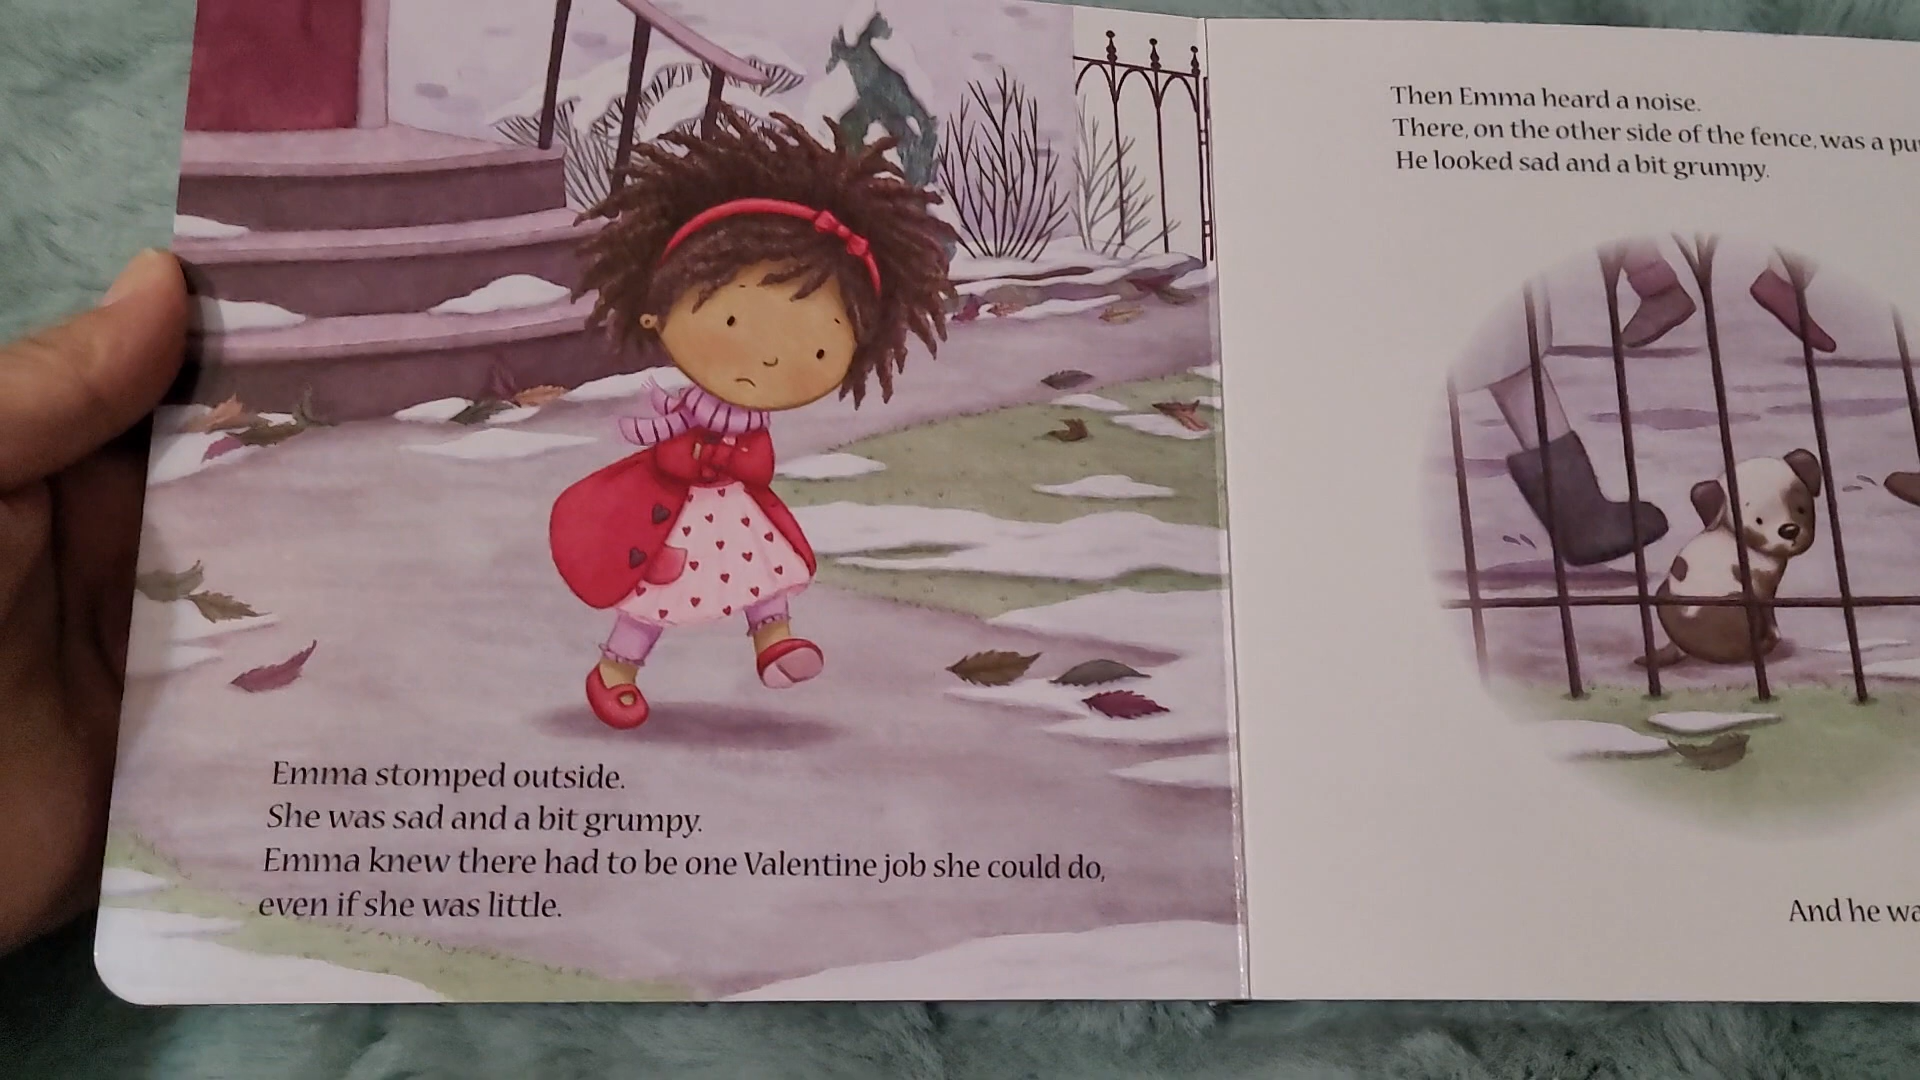 Emma stomped outside.
She was sad and a bit grumpy.
Emma knew there had to be one Valentine job she could do,
even if she was little.
Then Emma heard a noise.
There, on the other side of the fence, was a
He looked sad and a bit grumpy.
And he